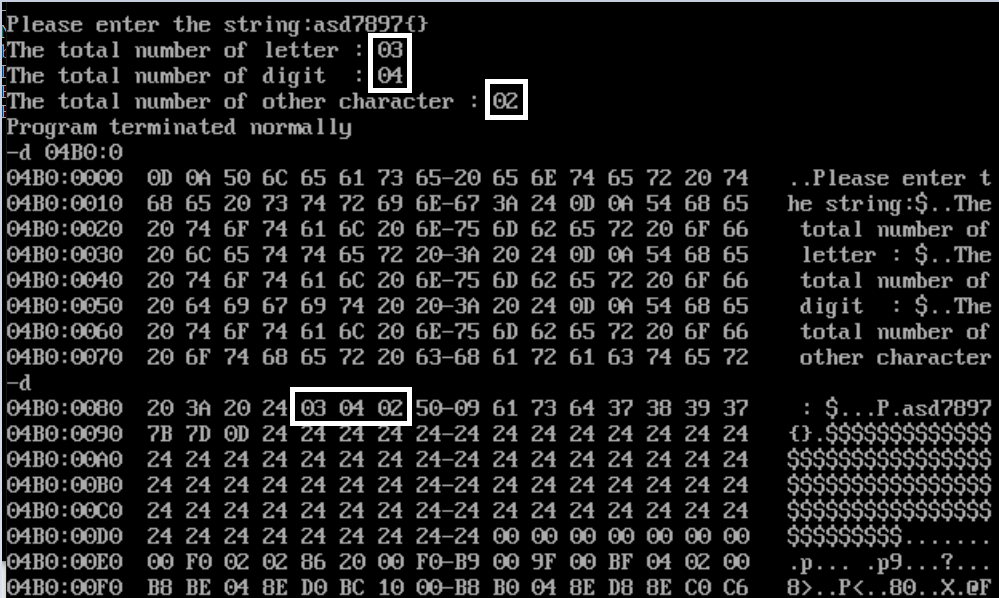 Please enter the string:asd7897{}
The total number of letter : 03
The total number of digit  : 04
The total number of other character : 02
Program terminated normally
-d 04B0:0
04B0:0000  0D 0A 50 6C 65 61 73 65-20 65 6E 74 65 72 20 74   ..Please enter t
04B0:0010  68 65 20 73 74 72 69 6E-67 3A 24 0D 0A 54 68 65   he string:$..The
04B0:0020  20 74 6F 74 61 6C 20 6E-75 6D 62 65 72 20 6F 66    total number of
04B0:0030  20 6C 65 74 74 65 72 20-3A 20 24 0D 0A 54 68 65    letter : $..The
04B0:0040  20 74 6F 74 61 6C 20 6E-75 6D 62 65 72 20 6F 66    total number of
04B0:0050  20 64 69 67 69 74 20 20-3A 20 24 0D 0A 54 68 65    digit  : $..The
04B0:0060  20 74 6F 74 61 6C 20 6E-75 6D 62 65 72 20 6F 66    total number of
04B0:0070  20 6F 74 68 65 72 20 63-68 61 72 61 63 74 65 72    other character
-d
04B0:0080  20 3A 20 24 03 04 02 50-09 61 73 64 37 38 39 37    : $...P.asd7897
04B0:0090  7B 7D 0D 24 24 24 24 24-24 24 24 24 24 24 24 24   {}.$$$$$$$$$$$$$
04B0:00A0  24 24 24 24 24 24 24 24-24 24 24 24 24 24 24 24   $$$$$$$$$$$$$$$$
04B0:00B0  24 24 24 24 24 24 24 24-24 24 24 24 24 24 24 24   $$$$$$$$$$$$$$$$
04B0:00C0  24 24 24 24 24 24 24 24-24 24 24 24 24 24 24 24   $$$$$$$$$$$$$$$$
04B0:00D0  24 24 24 24 24 24 24 24-24 00 00 00 00 00 00 00   $$$$$$$$$.......
04B0:00E0  00 F0 02 02 86 20 00 F0-B9 00 9F 00 BF 04 02 00   .p... .p9...?...
04B0:00F0  B8 BE 04 8E D0 BC 10 00-B8 B0 04 8E D8 8E C0 C6   8>..P<..80..X.@F